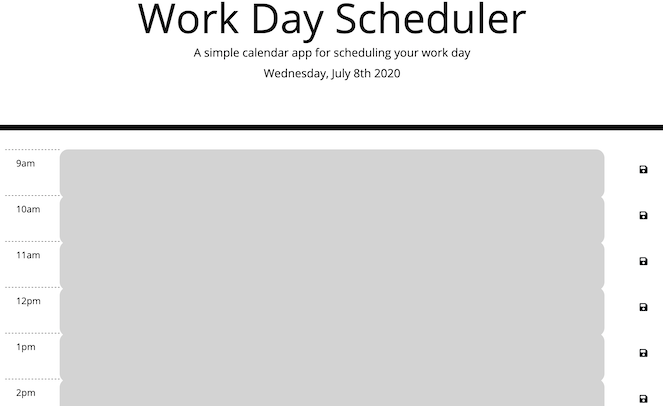 Work Day Scheduler
A simple calendar app for scheduling your work day
Wednesday, July 8th 2020
9am
10am
11am
12pm
1pm
2pm